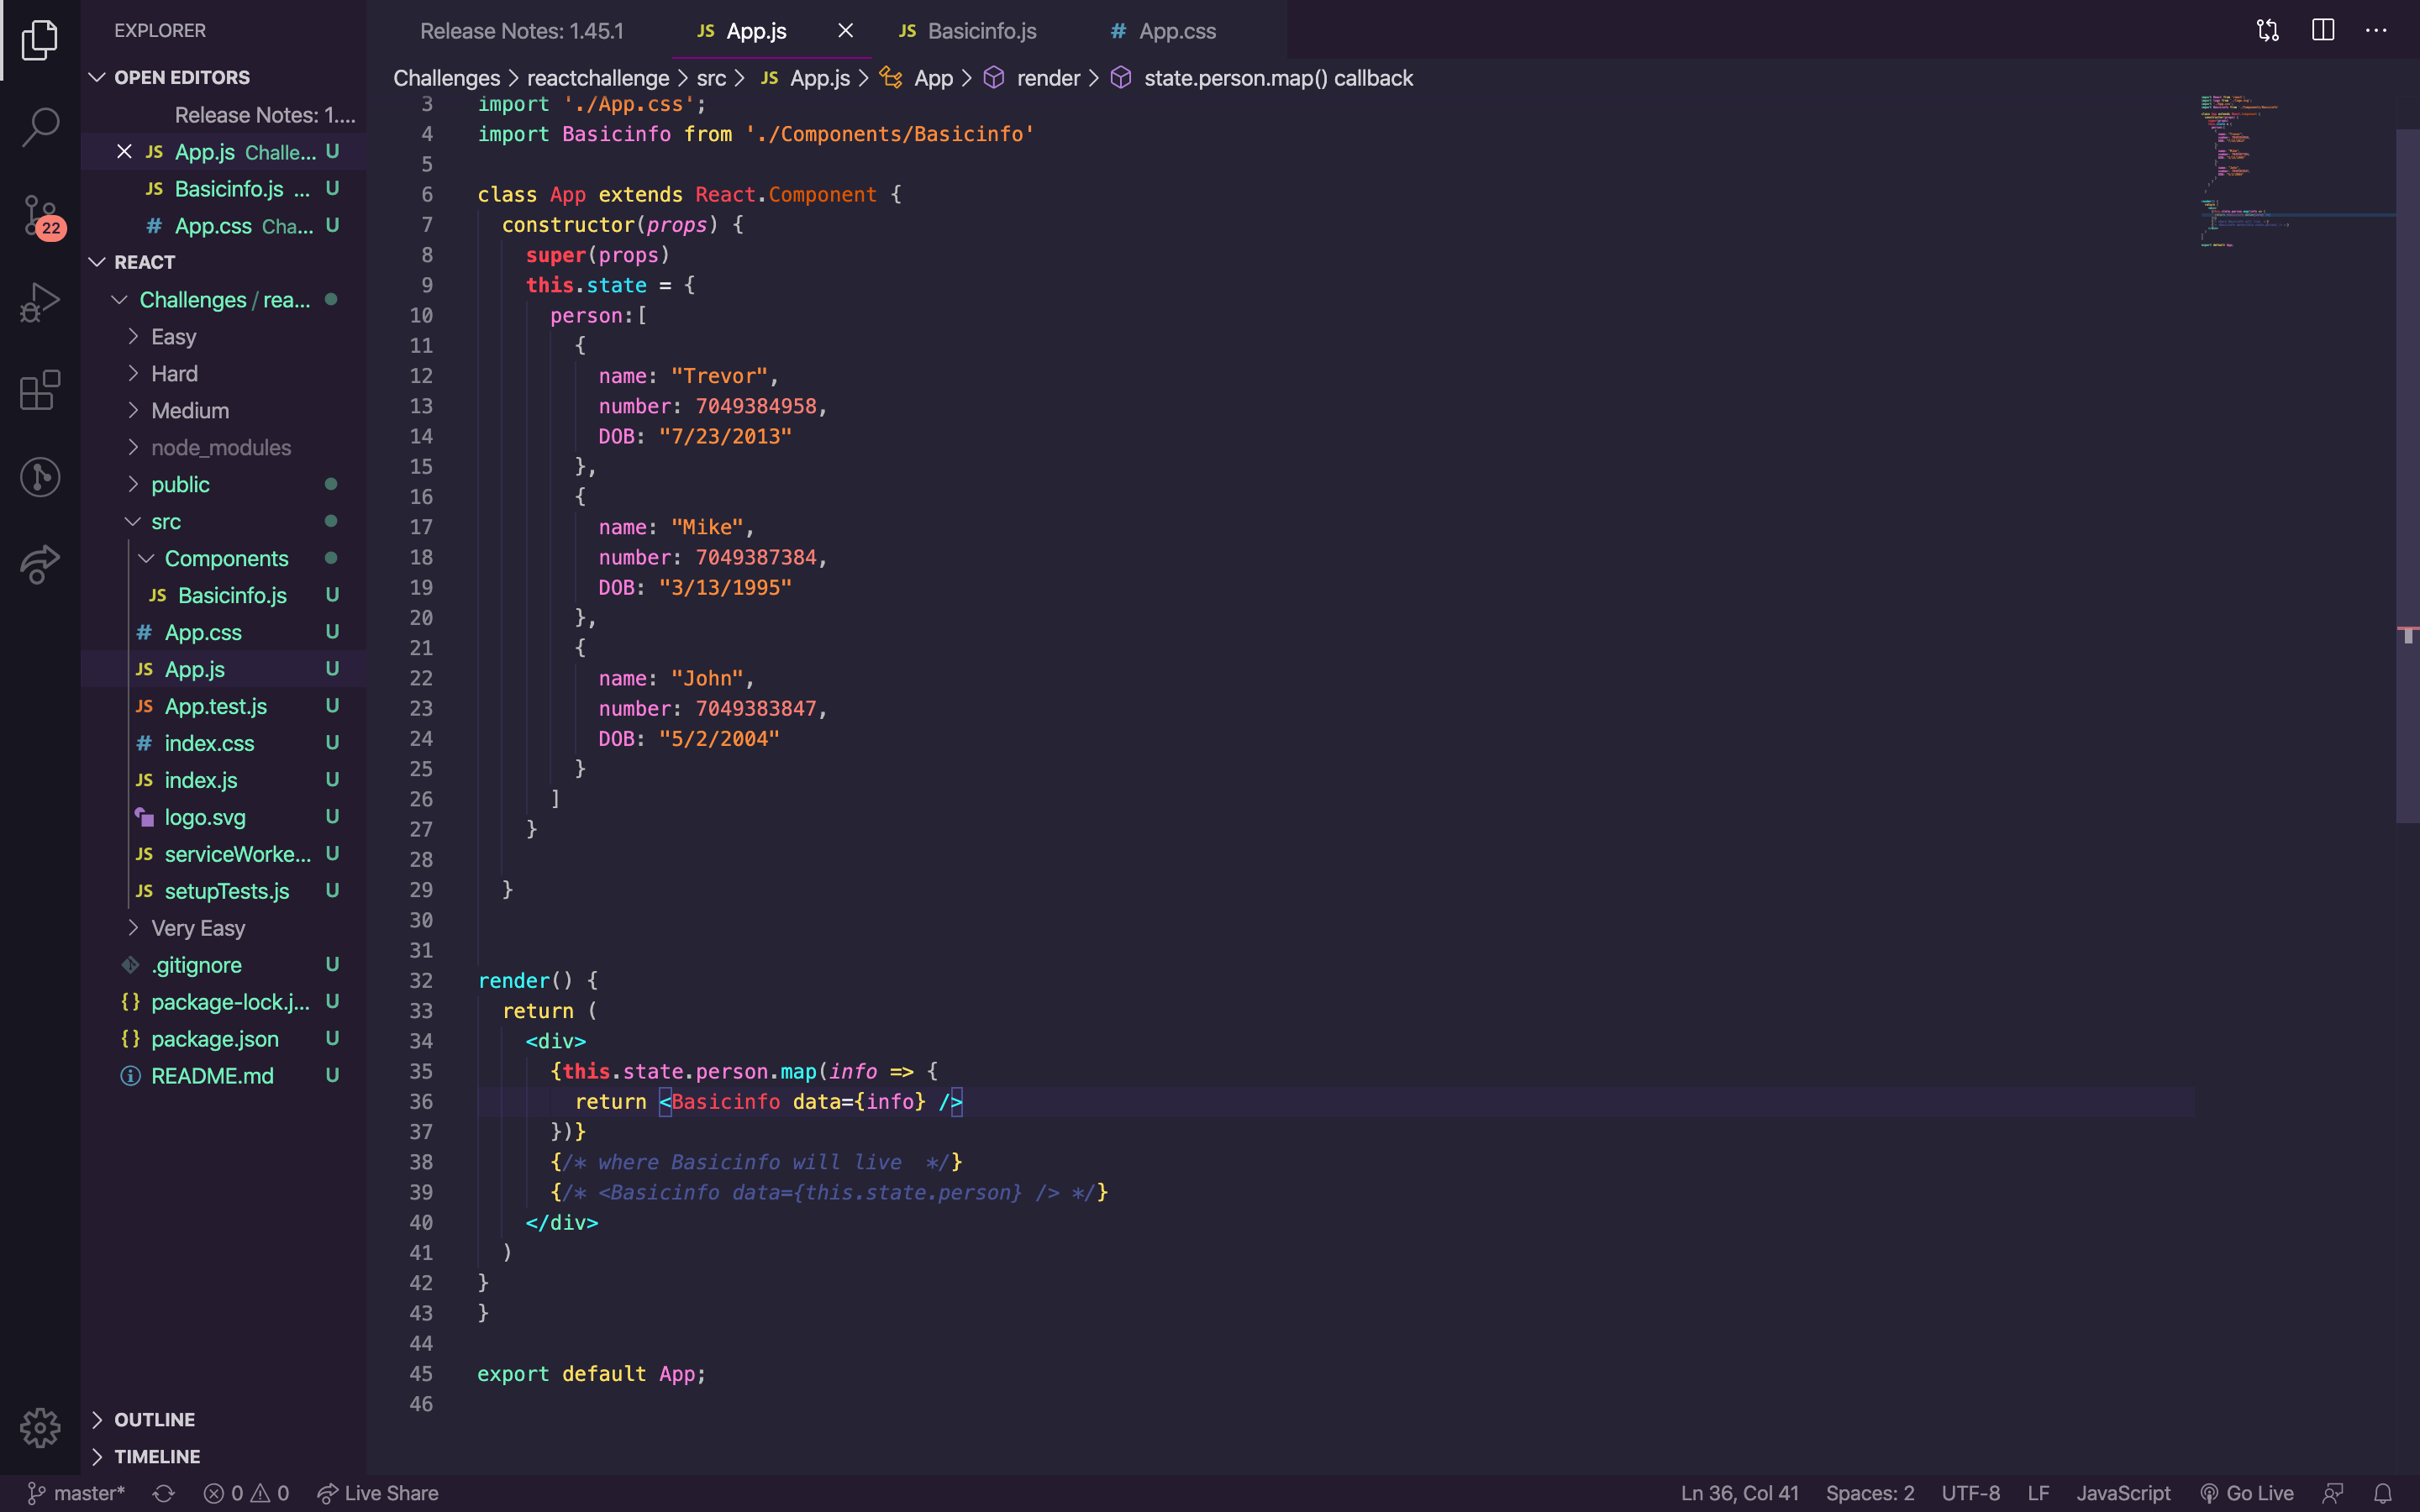 EXPLORER
OPEN EDITORS
Release Notes: 1....
JS App.js Challe... U
JS Basicinfo.js ... U
# App.css Cha... U
22
REACT
Challenges / rea...
Easy
Hard
Medium
node_modules
public
src
Components
JS Basicinfo.js U
# App.css U
JS App.js U
JS App.test.js U
# index.css U
JS index.js U
logo.svg U
JS serviceWorke... U
JS setupTests.js U
Very Easy
.gitignore U
{} package-lock.j... U
{} package.json U
README.md U
OUTLINE
TIMELINE
Release Notes: 1.45.1 JS App.js JS Basicinfo.js # App.css
Challenges > reactchallenge > src > JS App.js > App > render > state.person.map() callback
3 import './App.css';
4 import Basicinfo from './Components/Basicinfo'
5
6 class App extends React.Component {
7 constructor(props) {
8 super(props)
9 this.state = {
10 person:[
11 {
12 name: "Trevor",
13 number: 7049384958,
14 DOB: "7/23/2013"
15 },
16 {
17 name: "Mike",
18 number: 7049387384,
19 DOB: "3/13/1995"
20 },
21 {
22 name: "John",
23 number: 7049383847,
24 DOB: "5/2/2004"
25 }
26 ]
27 }
28
29 }
30
31
32 render() {
33 return (
34 <div>
35 {this.state.person.map(info => {
36 return <Basicinfo data={info} />
37 })}
38 {/* where Basicinfo will live  */}
39 {/* <Basicinfo data={this.state.person} /> */}
40 </div>
41 )
42 }
43 }
44
45 export default App;
46
master* 0 0 Live Share Ln 36, Col 41 Spaces: 2 UTF-8 LF JavaScript Go Live